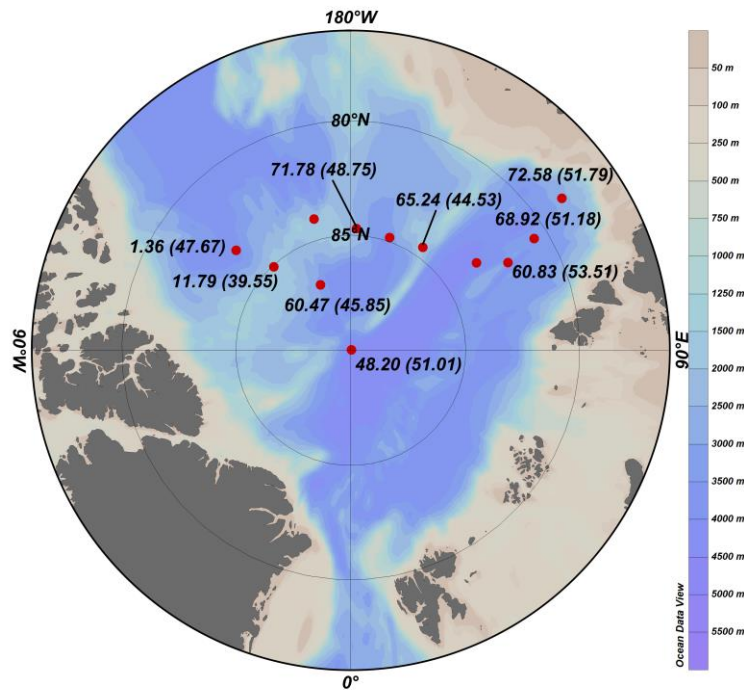 180°W
80°N
71.78 (48.75)
72.58 (51.79)
65.24 (44.53)
85°N
68.92 (51.18)
1.36 (47.67)
11.79 (39.55)
60.83 (53.51)
60.47 (45.85)
90°W
90°E
48.20 (51.01)
0°
50 m
100 m
250 m
500 m
750 m
1000 m
1250 m
1500 m
1750 m
2000 m
2500 m
3000 m
3500 m
4000 m
4500 m
5000 m
5500 m
Ocean Data View